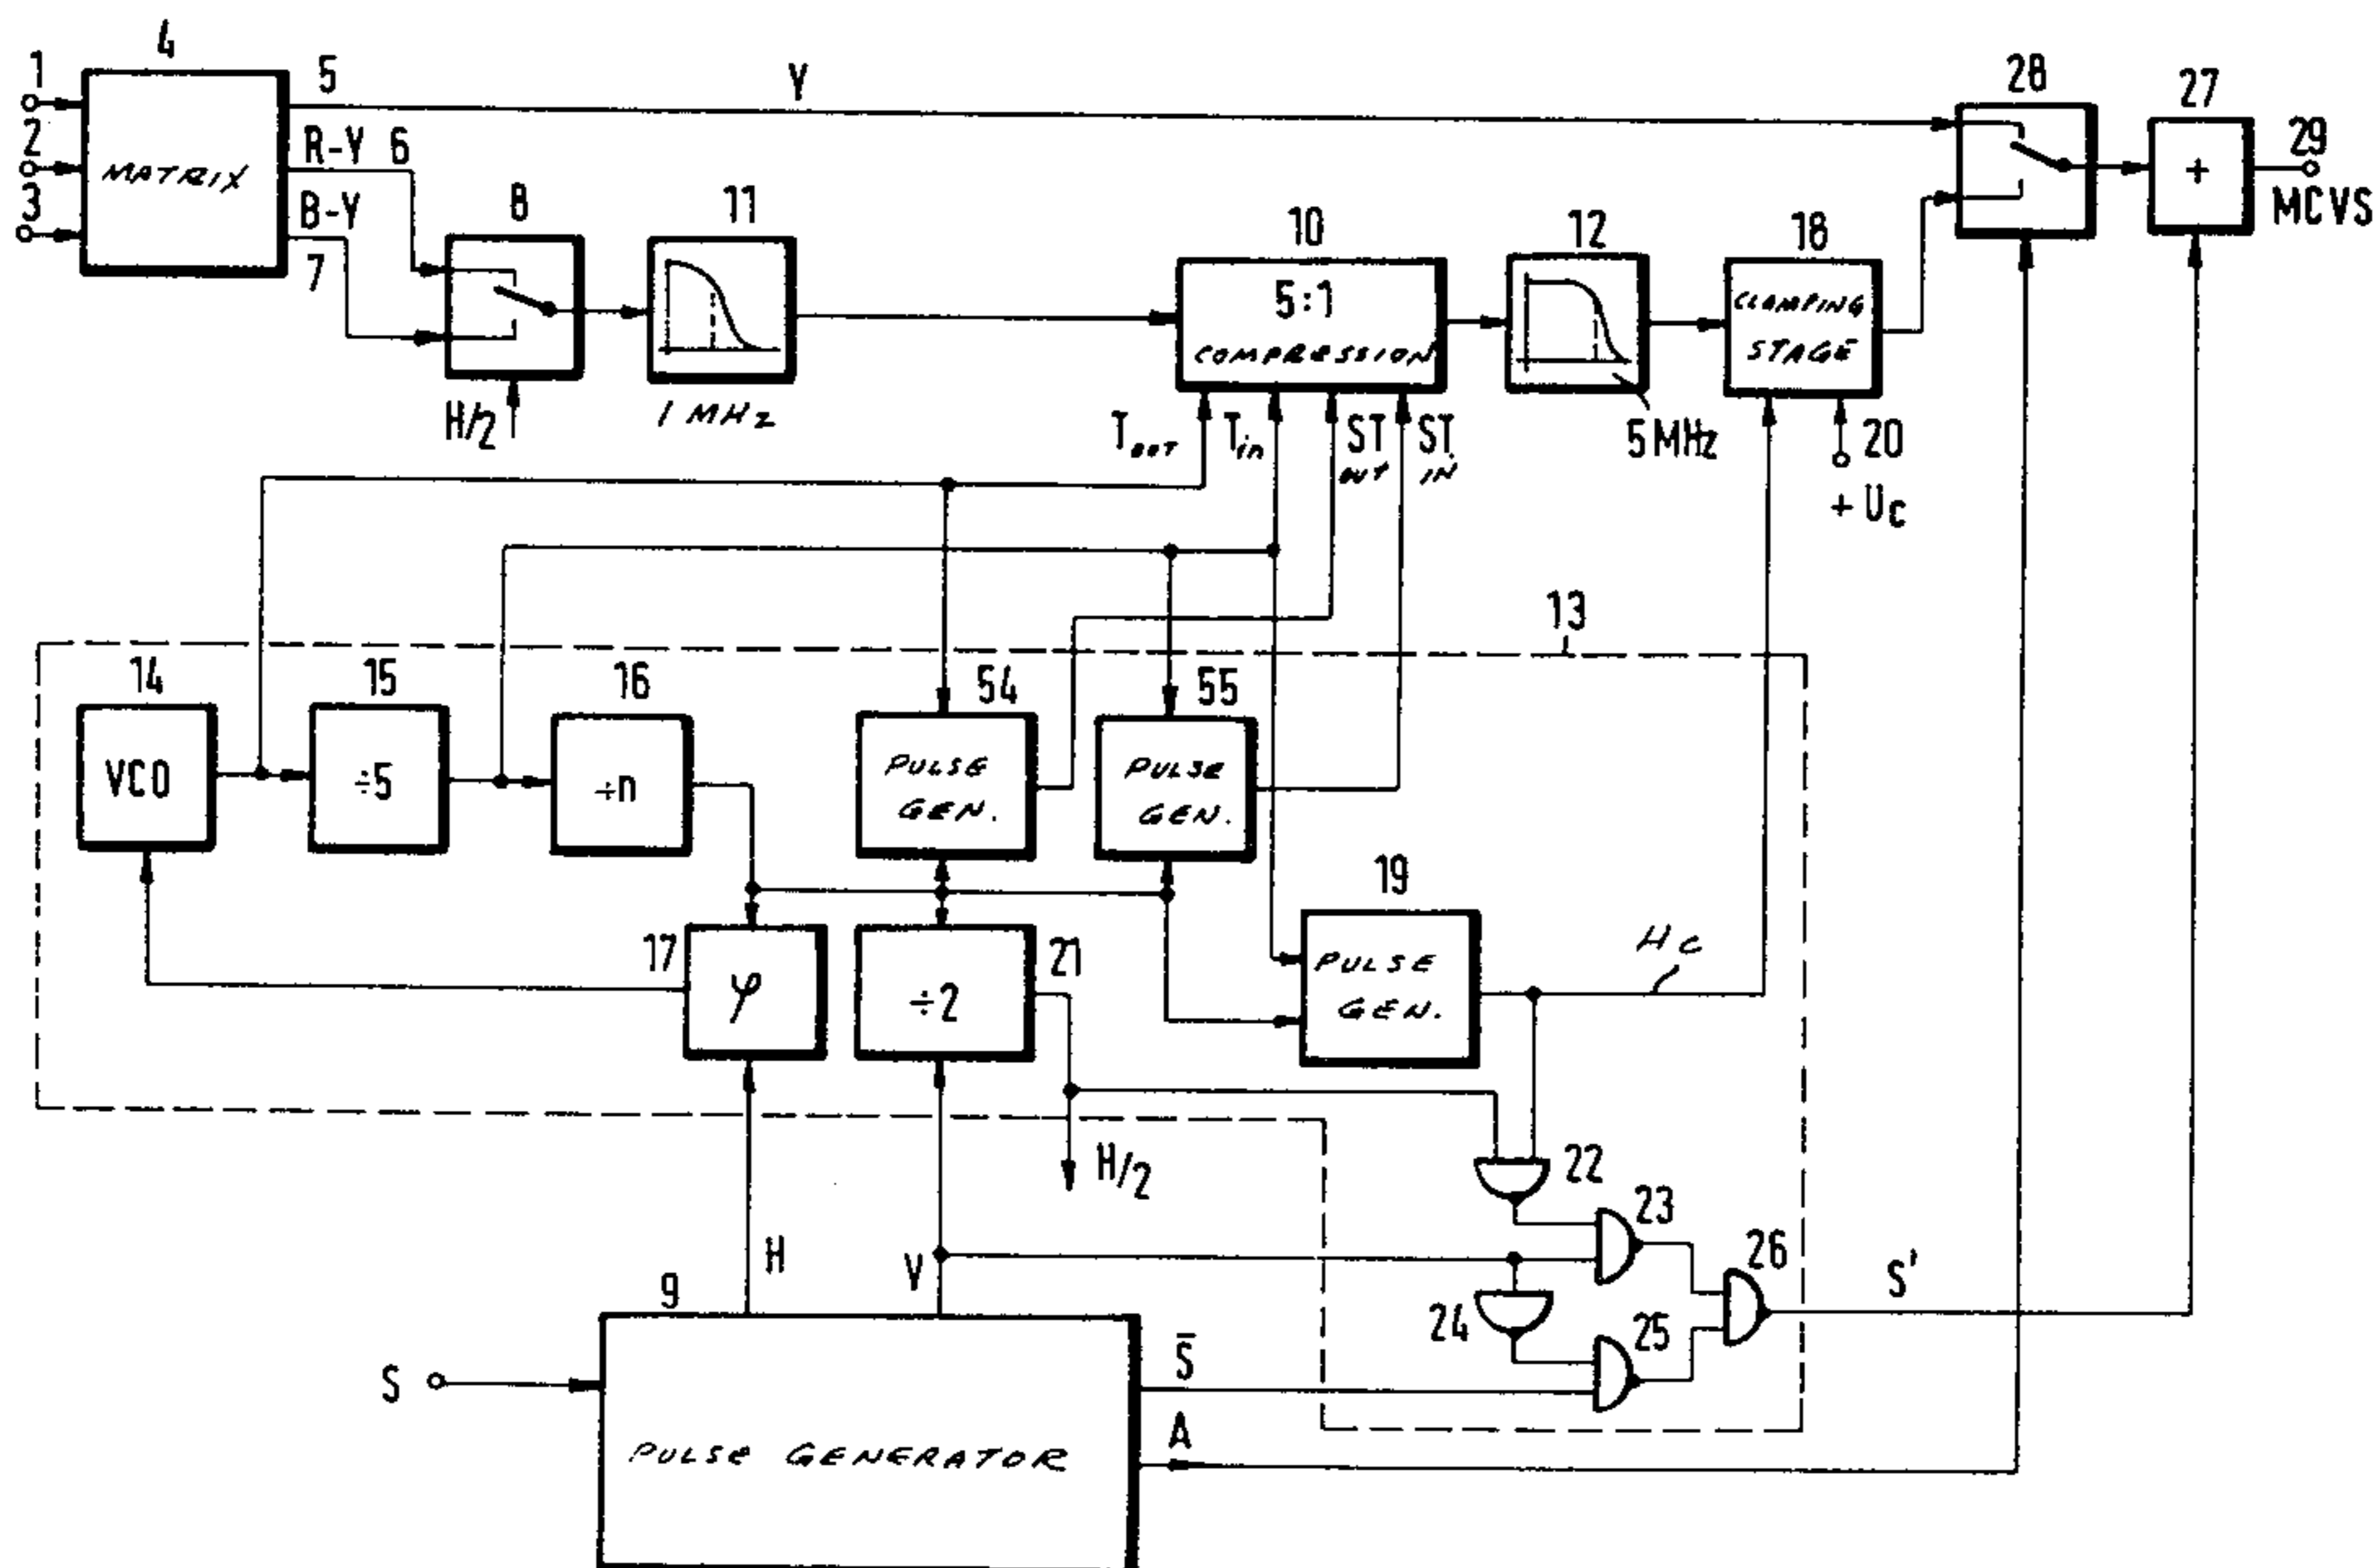 4
1
5
Y
28
27
2
R-Y 6
29
MATRIX
+
3
B-Y
8
11
MCVS
7
10
12
18
5:1
CLAMPING
COMPRESSION
STAGE
H/2
1 MHz
T out
T in
ST OUT
ST IN
5 MHz
20
+ Uc
13
14
15
16
54
55
VCO
÷5
÷n
PULSE
GEN.
PULSE
GEN.
19
17
21
Hc
φ
÷2
PULSE
GEN.
H/2
22
23
H
V
26
S'
9
24
25
S
S̅
A
PULSE GENERATOR